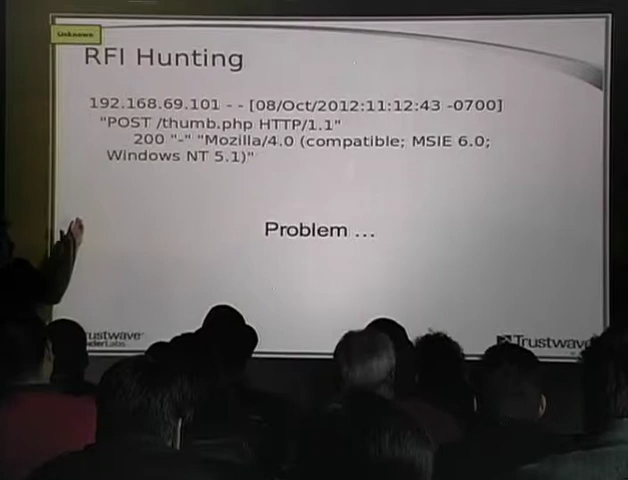 Unknown
RFI Hunting
192.168.69.101 - - [08/Oct/2012:11:12:43 -0700]
"POST /thumb.php HTTP/1.1"
200 "-" "Mozilla/4.0 (compatible; MSIE 6.0;
Windows NT 5.1)"
Problem ...
Trustwave